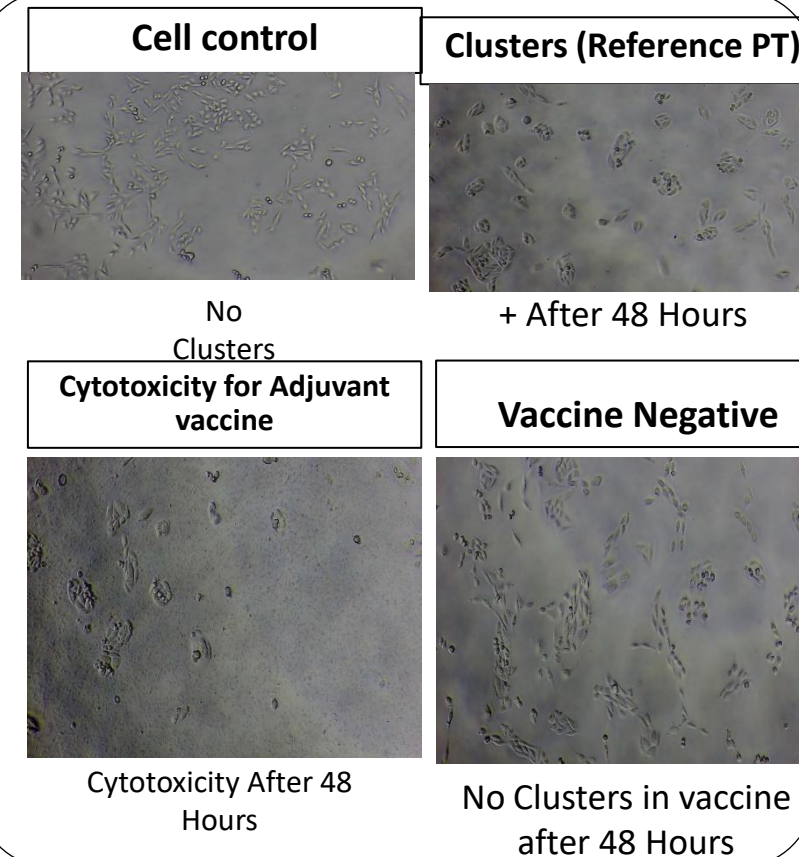 Cell control
Clusters (Reference PT)
No
Clusters
+ After 48 Hours
Cytotoxicity for Adjuvant
vaccine
Vaccine Negative
Cytotoxicity After 48
Hours
No Clusters in vaccine
after 48 Hours